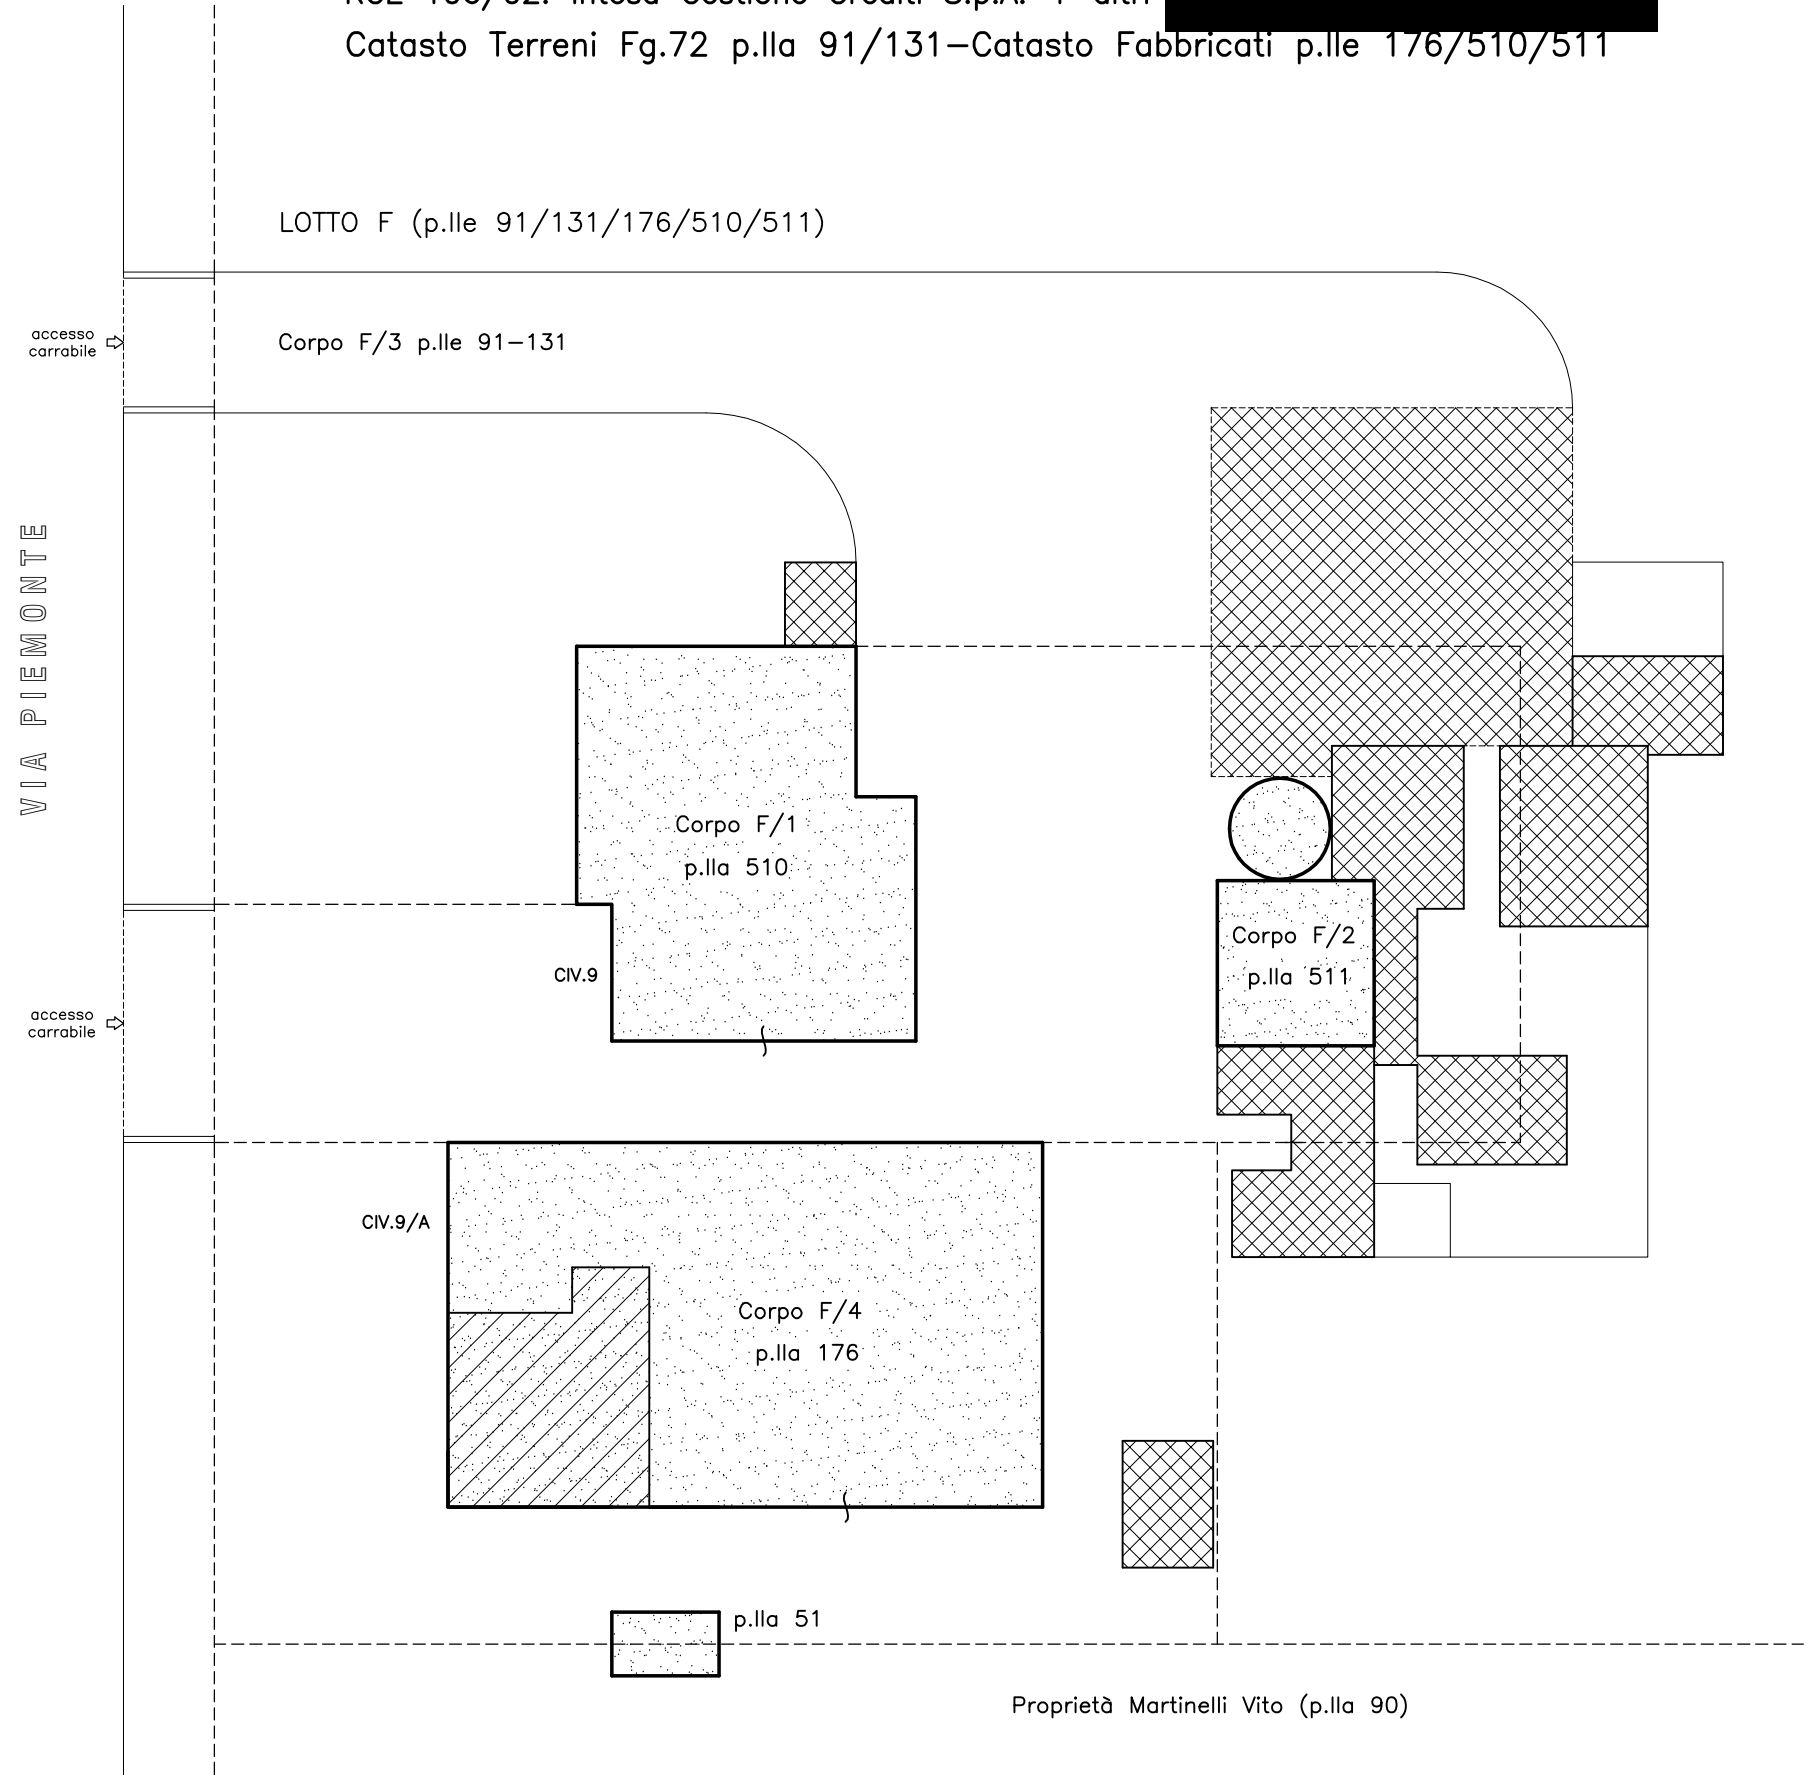 Catasto Terreni Fg.72 p.lla 91/131-Catasto Fabbricati p.lle 176/510/511
LOTTO F (p.lle 91/131/176/510/511)
accesso
carrabile
Corpo F/3 p.lle 91-131
VIA PIEMONTE
Corpo F/1
p.lla 510
Corpo F/2
p.lla 511
CIV.9
accesso
carrabile
CIV.9/A
Corpo F/4
p.lla 176
p.lla 51
Proprietà Martinelli Vito (p.lla 90)